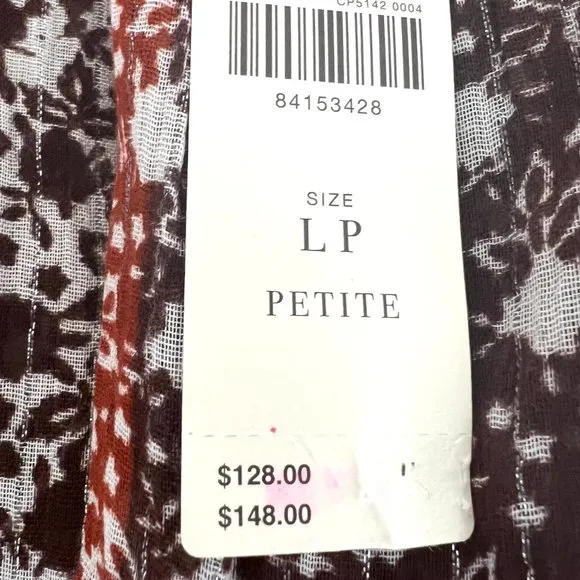 CP5142 0004
84153428
SIZE
L P
PETITE
$128.00
$148.00